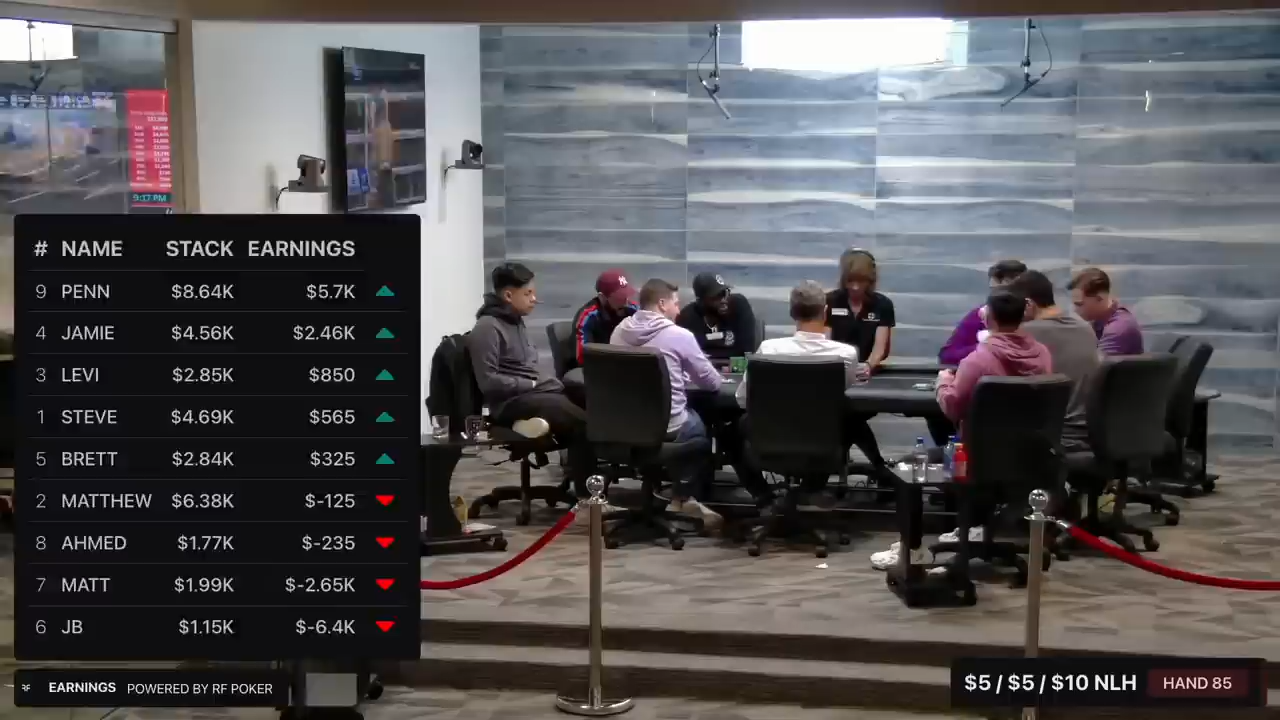 9:17 PM
# NAME STACK EARNINGS
9 PENN $8.64K $5.7K
4 JAMIE $4.56K $2.46K
3 LEVI $2.85K $850
1 STEVE $4.69K $565
5 BRETT $2.84K $325
2 MATTHEW $6.38K $-125
8 AHMED $1.77K $-235
7 MATT $1.99K $-2.65K
6 JB $1.15K $-6.4K
EARNINGS POWERED BY RF POKER
$5 / $5 / $10 NLH HAND 85